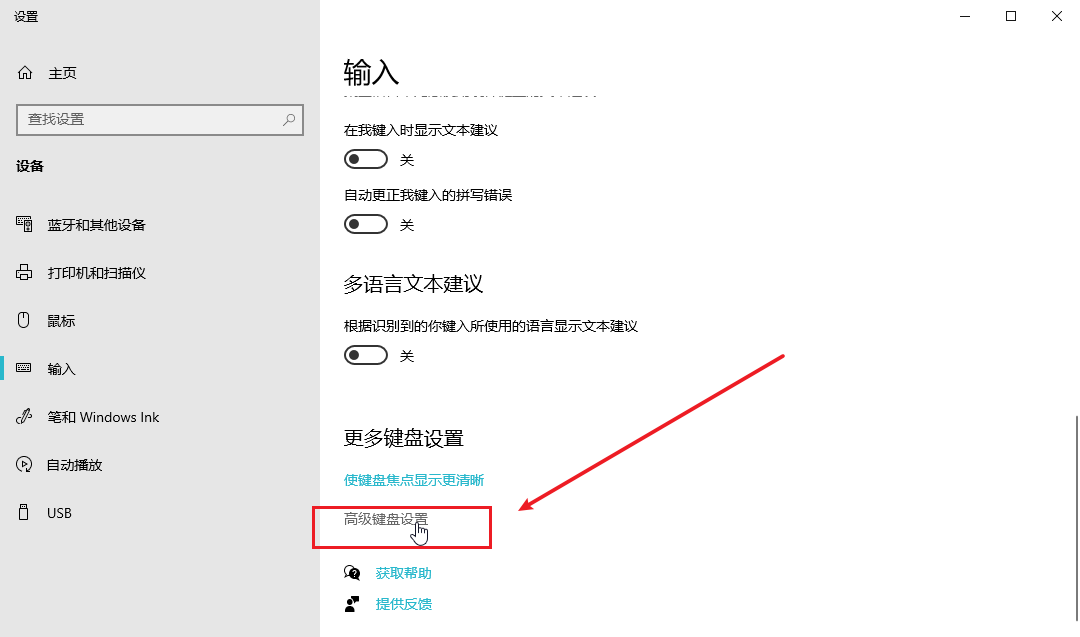 设置
主页
查找设置
设备
蓝牙和其他设备
打印机和扫描仪
鼠标
输入
笔和 Windows Ink
自动播放
USB
输入
在我键入时显示文本建议
关
自动更正我键入的拼写错误
关
多语言文本建议
根据识别到的你键入所使用的语言显示文本建议
关
更多键盘设置
使键盘焦点显示更清晰
高级键盘设置
获取帮助
提供反馈